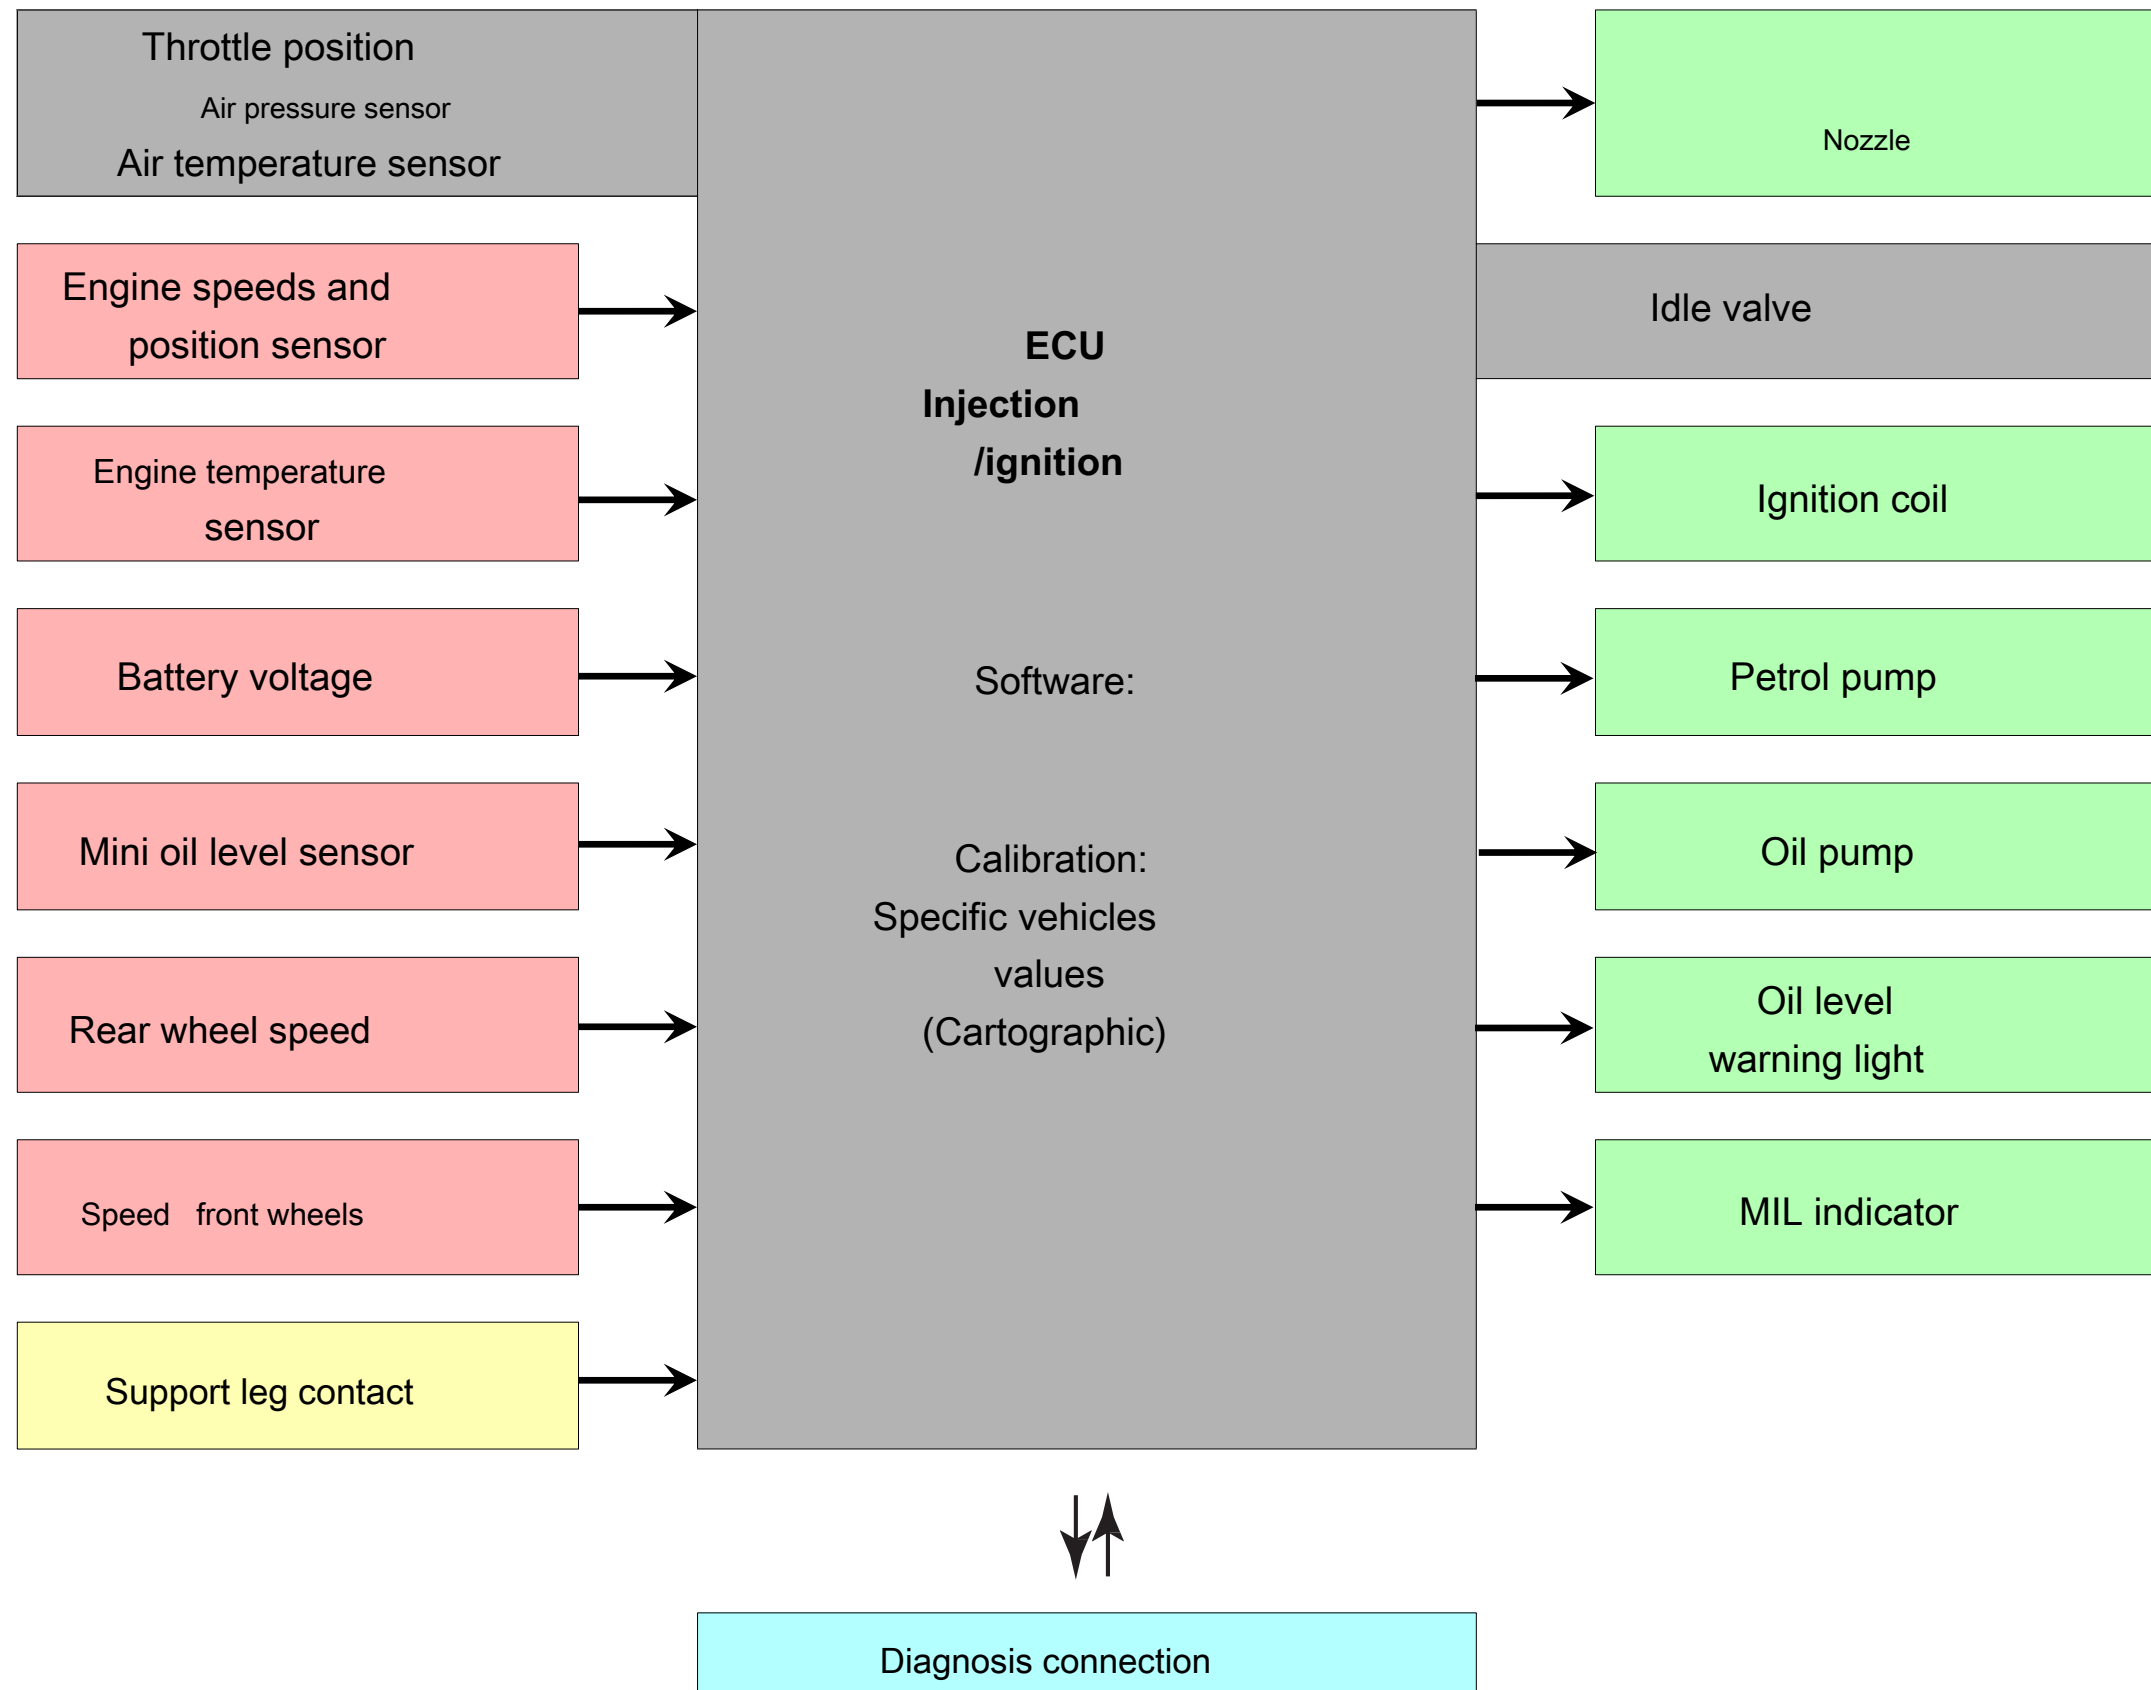 Throttle position
Air pressure sensor
Air temperature sensor
Engine speeds and
position sensor
Engine temperature
sensor
Battery voltage
Mini oil level sensor
Rear wheel speed
Speed front wheels
Support leg contact
ECU
Injection
/ignition
Software:
Calibration:
Specific vehicles
values
(Cartographic)
Nozzle
Idle valve
Ignition coil
Petrol pump
Oil pump
Oil level
warning light
MIL indicator
Diagnosis connection